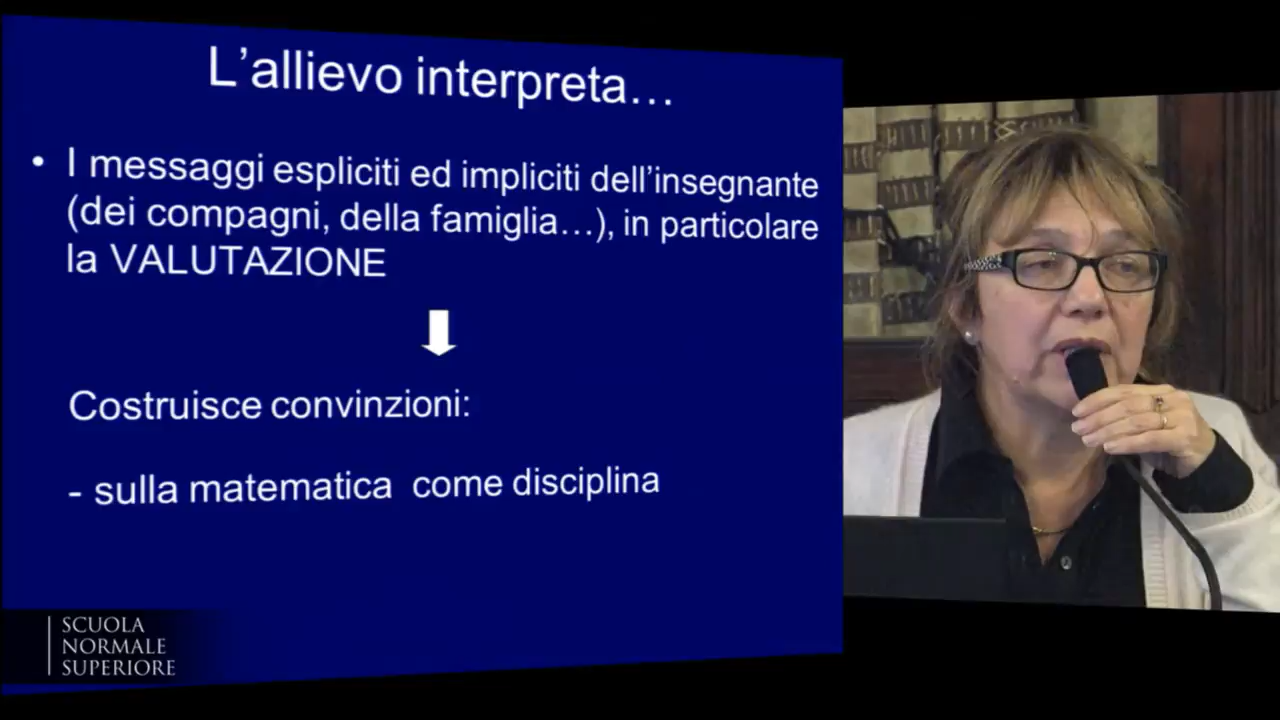 L'allievo interpreta…
• I messaggi espliciti ed impliciti dell'insegnante
(dei compagni, della famiglia…), in particolare
la VALUTAZIONE
Costruisce convinzioni:
- sulla matematica come disciplina
SCUOLA
NORMALE
SUPERIORE